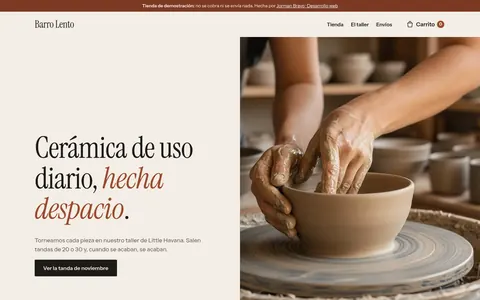 Tienda de demostración: no se cobra ni se envía nada. Hecha por Jorman Bravo · Desarrollo web
Barro Lento
Tienda El taller Envíos Carrito 0
Cerámica de uso
diario, hecha
despacio.
Torneamos cada pieza en nuestro taller de Little Havana. Salen
tandas de 20 o 30 y, cuando se acaban, se acaban.
Ver la tanda de noviembre